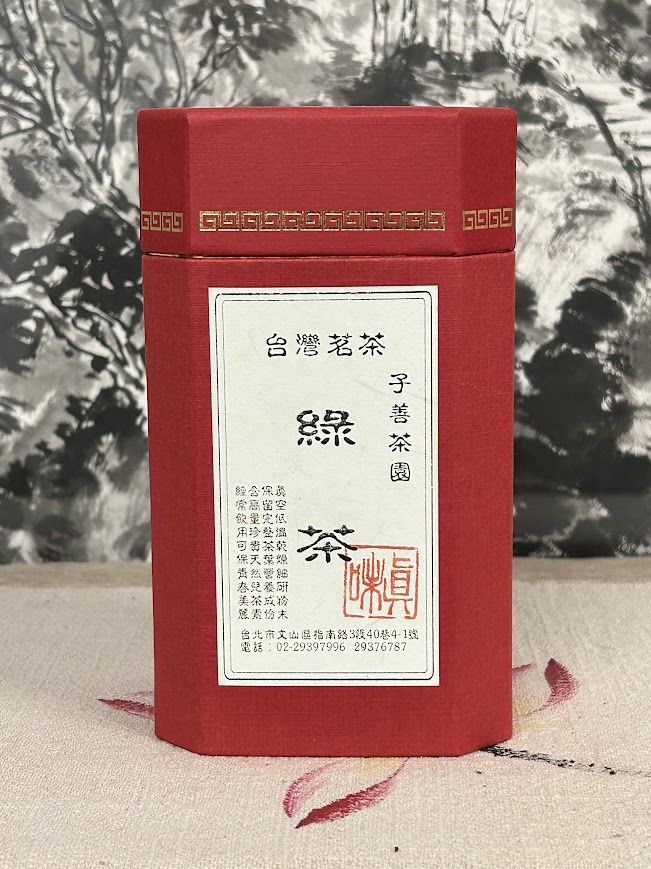 台灣茗茶
子善茶園
綠茶
真空低溫乾燥細研粉末
保留完整茶葉營養成份
含高量珍貴天然兒茶素
經常飲用可保青春美麗
眞味
台北市文山區指南路3段40巷4-1號
電話：02-29397996 29376787